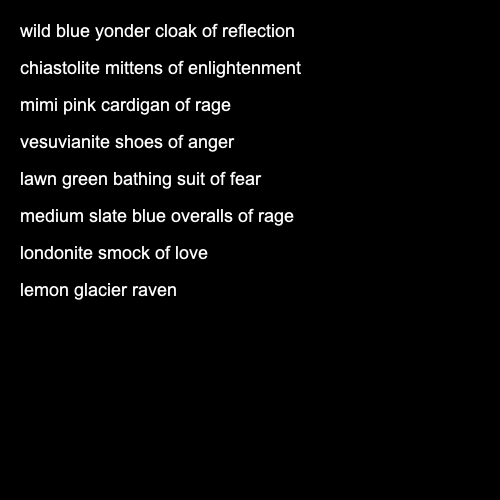 wild blue yonder cloak of reflection
chiastolite mittens of enlightenment
mimi pink cardigan of rage
vesuvianite shoes of anger
lawn green bathing suit of fear
medium slate blue overalls of rage
londonite smock of love
lemon glacier raven